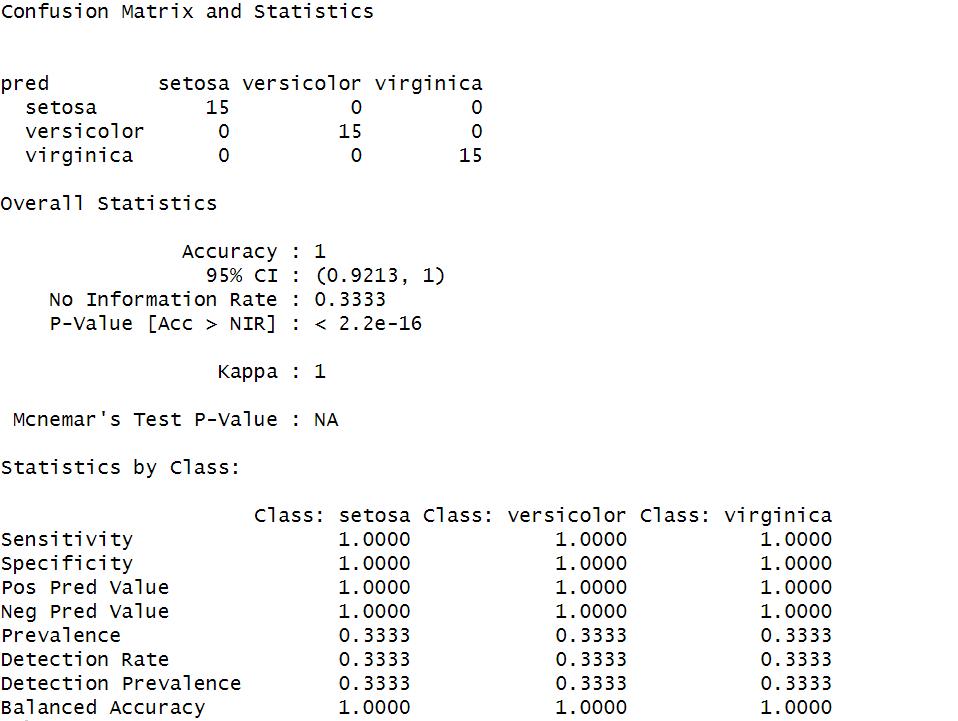 Confusion Matrix and Statistics
pred         setosa versicolor virginica
  setosa         15          0         0
  versicolor      0         15         0
  virginica       0          0        15
Overall Statistics
               Accuracy : 1
                 95% CI : (0.9213, 1)
    No Information Rate : 0.3333
    P-Value [Acc > NIR] : < 2.2e-16
                  Kappa : 1
 Mcnemar's Test P-Value : NA
Statistics by Class:
                     Class: setosa Class: versicolor Class: virginica
Sensitivity                 1.0000            1.0000           1.0000
Specificity                 1.0000            1.0000           1.0000
Pos Pred Value              1.0000            1.0000           1.0000
Neg Pred Value              1.0000            1.0000           1.0000
Prevalence                  0.3333            0.3333           0.3333
Detection Rate              0.3333            0.3333           0.3333
Detection Prevalence        0.3333            0.3333           0.3333
Balanced Accuracy           1.0000            1.0000           1.0000